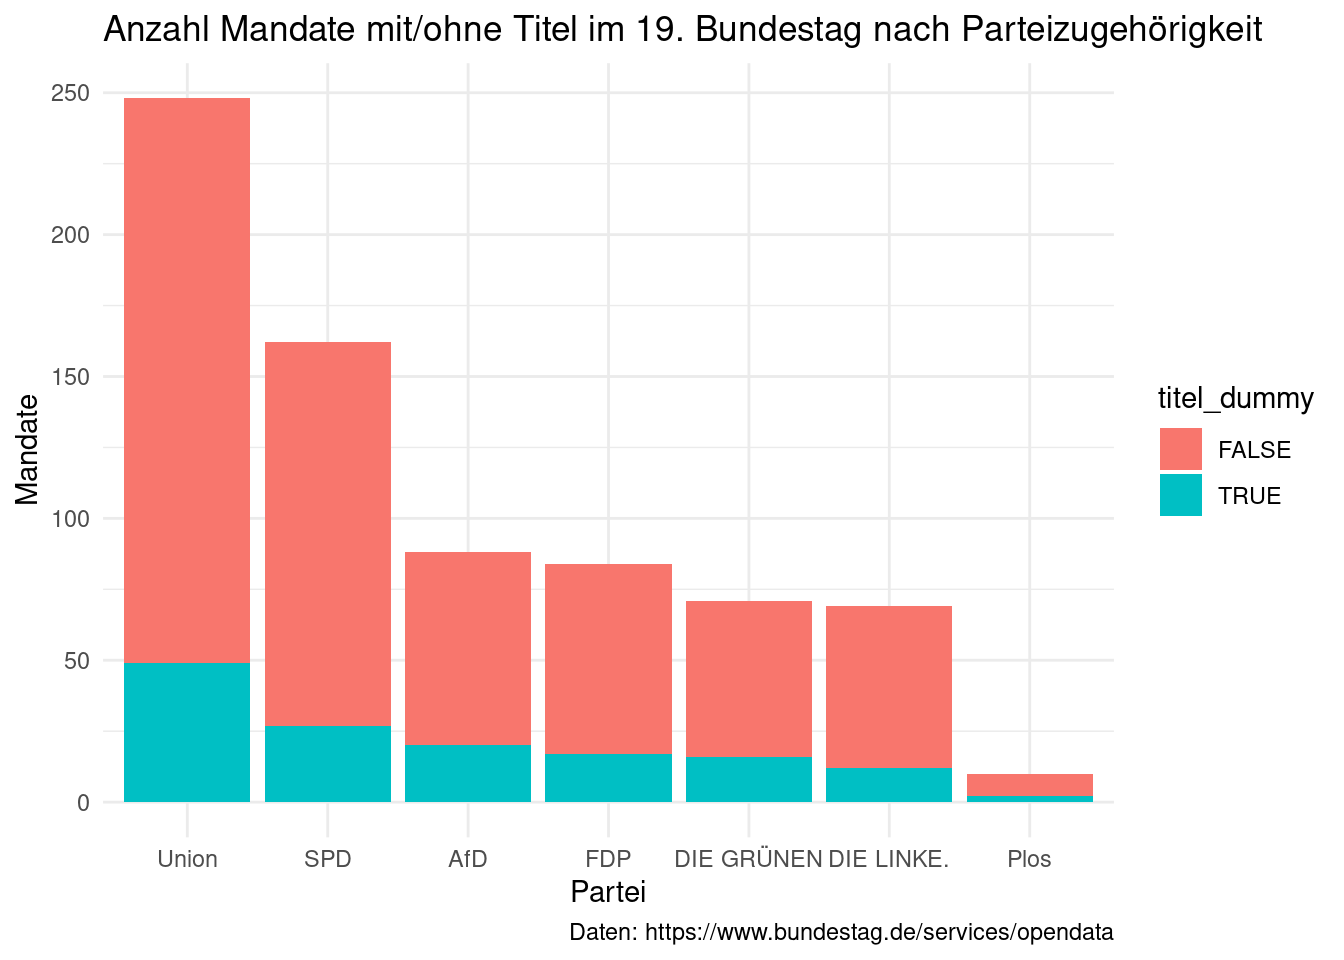 Anzahl Mandate mit/ohne Titel im 19. Bundestag nach Parteizugehörigkeit
250
200
150
100
50
0
Mandate
Union SPD AfD FDP DIE GRÜNEN DIE LINKE. Plos
Partei
Daten: https://www.bundestag.de/services/opendata
titel_dummy
FALSE
TRUE